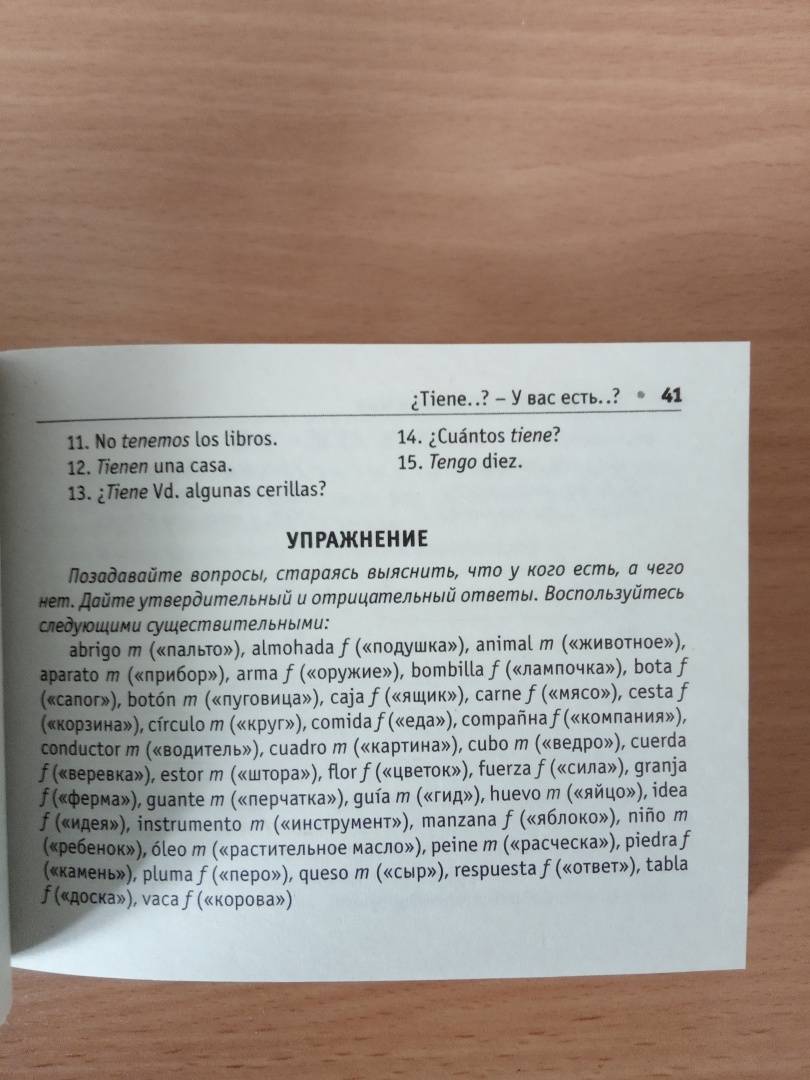 ¿Tiene..? – У вас есть..? • 41
11. No tenemos los libros.
12. Tienen una casa.
13. ¿Tiene Vd. algunas cerillas?
14. ¿Cuántos tiene?
15. Tengo diez.
УПРАЖНЕНИЕ
Позадавайте вопросы, стараясь выяснить, что у кого есть, а чего
нет. Дайте утвердительный и отрицательный ответы. Воспользуйтесь
следующими существительными:
abrigo m («пальто»), almohada f («подушка»), animal m («животное»),
aparato m («прибор»), arma f («оружие»), bombilla f («лампочка»), bota f
(«сапог»), botón m («пуговица»), caja f («ящик»), carne f («мясо»), cesta f
(«корзина»), círculo m («круг»), comida f («еда»), compañna f («компания»),
conductor m («водитель»), cuadro m («картина»), cubo m («ведро»), cuerda
f («веревка»), estor m («штора»), flor f («цветок»), fuerza f («сила»), granja
f («ферма»), guante m («перчатка»), guía m («гид»), huevo m («яйцо»), idea
f («идея»), instrumento m («инструмент»), manzana f («яблоко»), niño m
(«ребенок»), óleo m («растительное масло»), peine m («расческа»), piedra f
(«камень»), pluma f («перо»), queso m («сыр»), respuesta f («ответ»), tabla
f («доска»), vaca f («корова»)